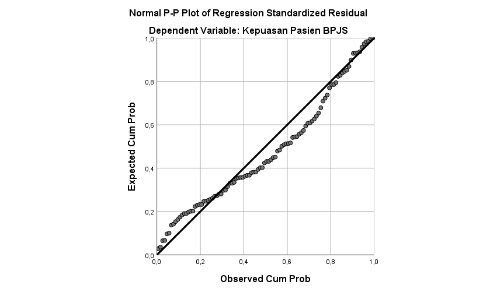 Normal P-P Plot of Regression Standardized Residual
Dependent Variable: Kepuasan Pasien BPJS
1,0
0,8
0,6
0,4
0,2
0,0
Expected Cum Prob
0,0 0,2 0,4 0,6 0,8 1,0
Observed Cum Prob